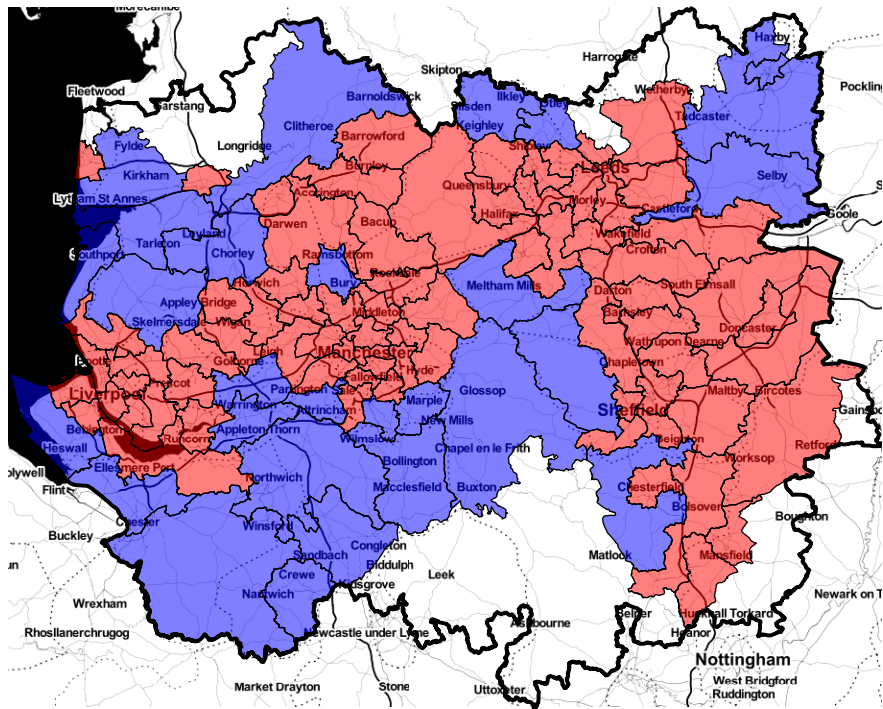 Morecambe
Haxby
Harrogate
Skipton
Fleetwood
Wetherby
Pocklin
Garstang
Barnoldswick
Silsden
Ilkley
Otley
Tadcaster
Clitheroe
Keighley
Barrowford
Fylde
Longridge
Shipley
Burnley
Leeds
Kirkham
Selby
Accrington
Queensbury
Lytham St Annes
Morley
Castleford
Halifax
Goole
Darwen
Bacup
Leyland
Wakefield
Tarleton
Crofton
Southport
Chorley
Ramsbottom
Rochdale
Horwich
Bury
Meltham Mills
Darton
South Elmsall
Appley Bridge
Middleton
Barnsley
Skelmersdale
Wigan
Doncaster
Wath upon Dearne
Leigh
Manchester
Bootle
Golborne
Chapeltown
Hyde
Prescot
Fallowfield
Partington
Sale
Glossop
Maltby
Bircotes
Liverpool
Marple
Warrington
Altrincham
Sheffield
Gainsbo
New Mills
Bebington
Appleton Thorn
Runcorn
Wilmslow
Beighton
Heswall
Chapel en le Frith
Retford
Bollington
Worksop
Ellesmere Port
olywell
Northwich
Flint
Macclesfield
Buxton
Chesterfield
Bolsover
Boughton
Chester
Winsford
Buckley
Congleton
Sandbach
Matlock
Mansfield
un
Biddulph
Crewe
Leek
Kidsgrove
Nantwich
Newark on T
Wrexham
Belper
Hucknall Torkard
Ashbourne
Rhosllanerchrugog
Newcastle under Lyme
Heanor
Nottingham
West Bridgford
Market Drayton
Stone
Uttoxeter
Ruddington